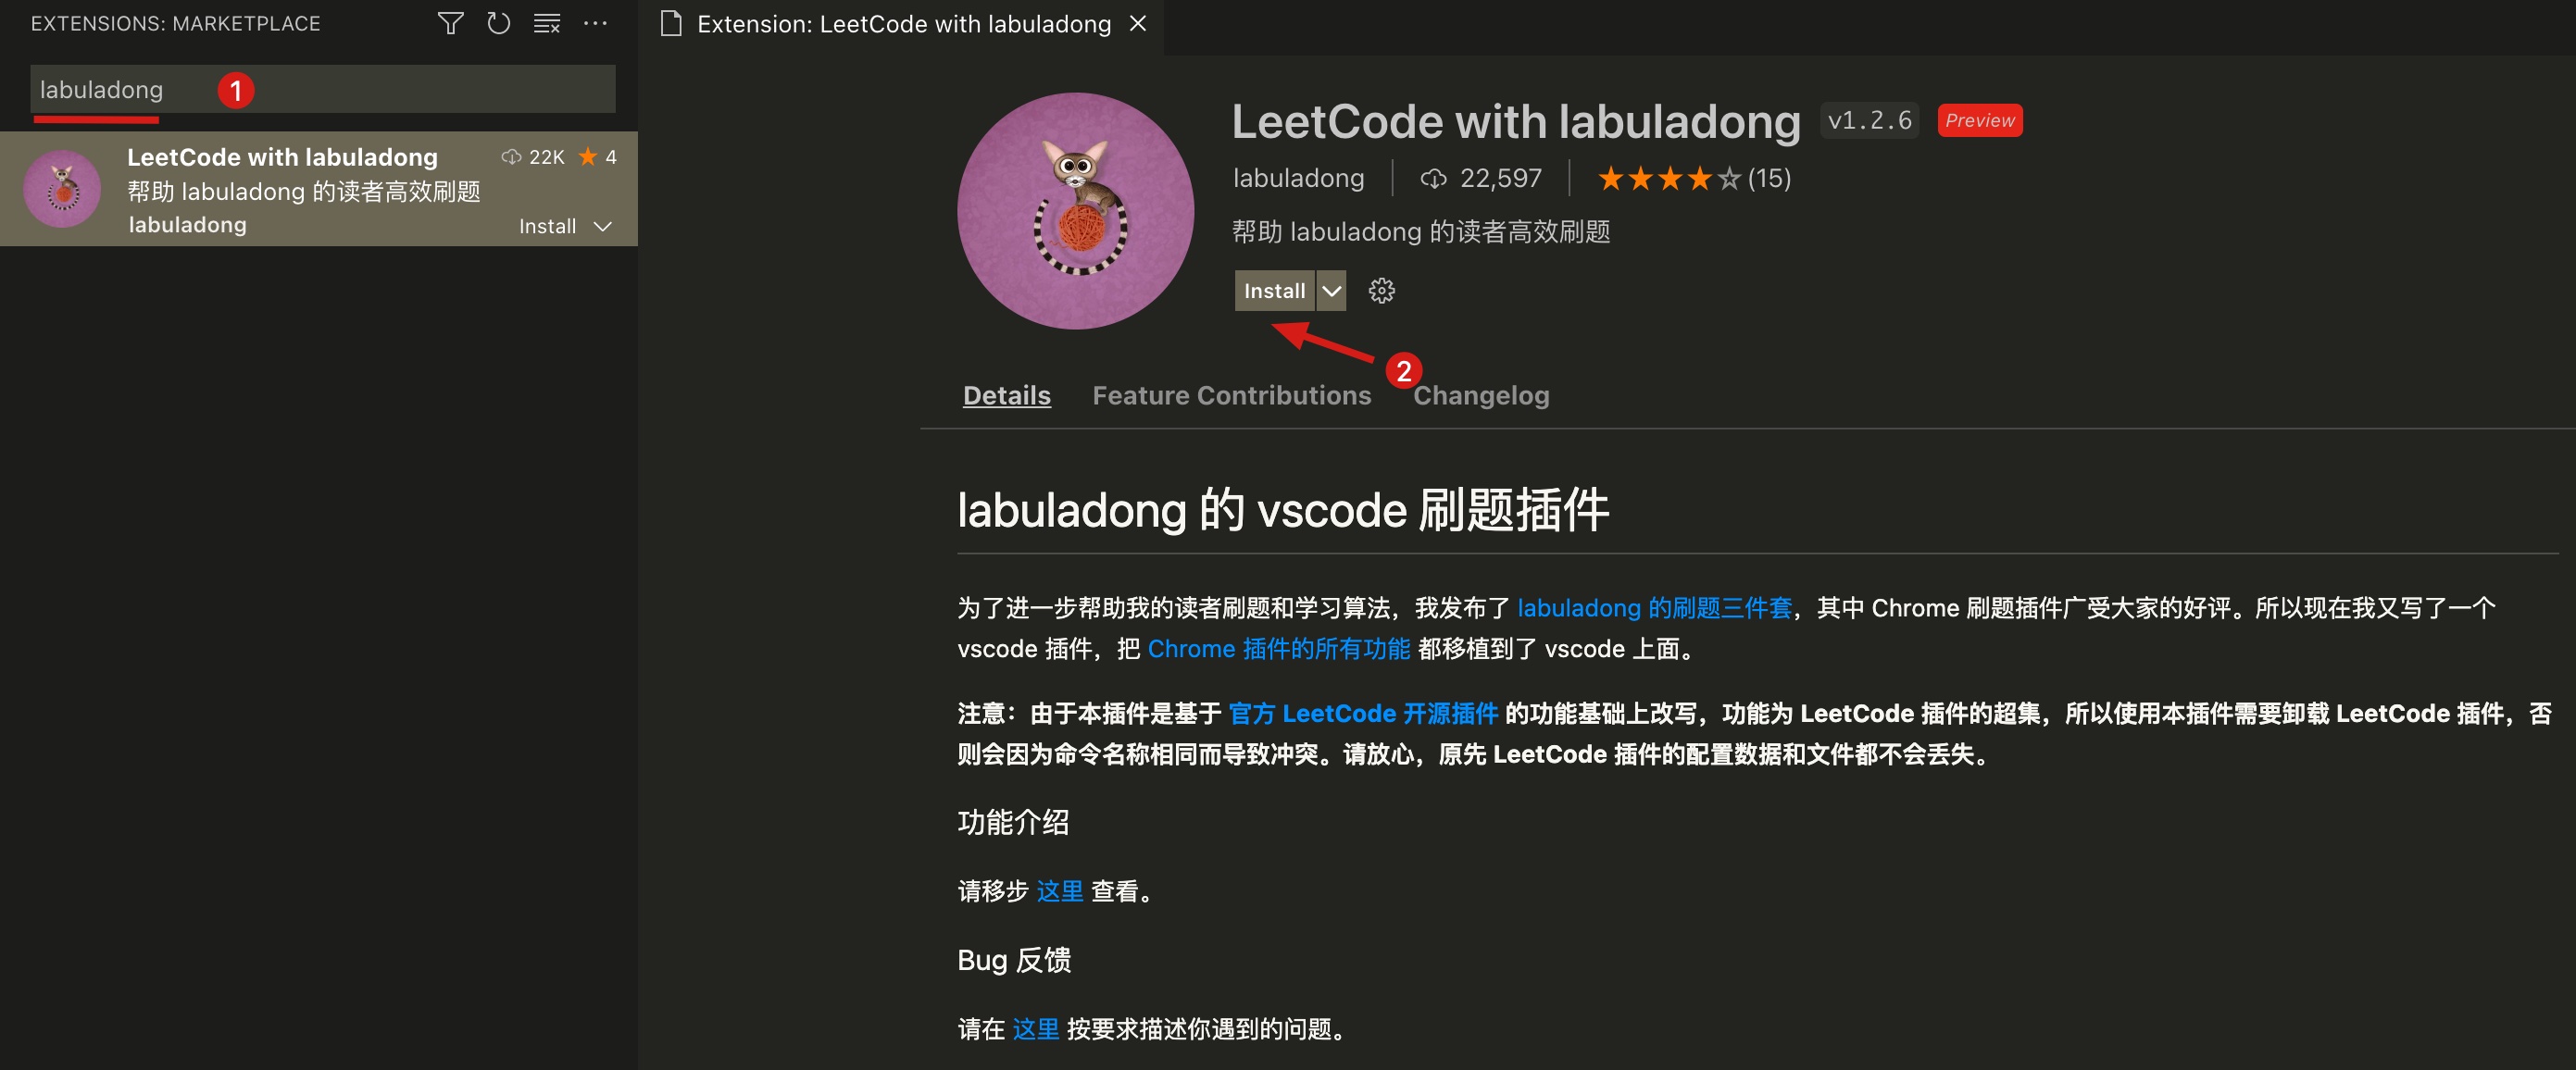 EXTENSIONS: MARKETPLACE
labuladong 1
LeetCode with labuladong 22K 4
帮助 labuladong 的读者高效刷题
labuladong Install
Extension: LeetCode with labuladong
LeetCode with labuladong v1.2.6 Preview
labuladong 22,597 (15)
帮助 labuladong 的读者高效刷题
Install
2
Details Feature Contributions Changelog
labuladong 的 vscode 刷题插件
为了进一步帮助我的读者刷题和学习算法，我发布了 labuladong 的刷题三件套，其中 Chrome 刷题插件广受大家的好评。所以现在我又写了一个
vscode 插件，把 Chrome 插件的所有功能 都移植到了 vscode 上面。
注意：由于本插件是基于 官方 LeetCode 开源插件 的功能基础上改写，功能为 LeetCode 插件的超集，所以使用本插件需要卸载 LeetCode 插件，否
则会因为命令名称相同而导致冲突。请放心，原先 LeetCode 插件的配置数据和文件都不会丢失。
功能介绍
请移步 这里 查看。
Bug 反馈
请在 这里 按要求描述你遇到的问题。